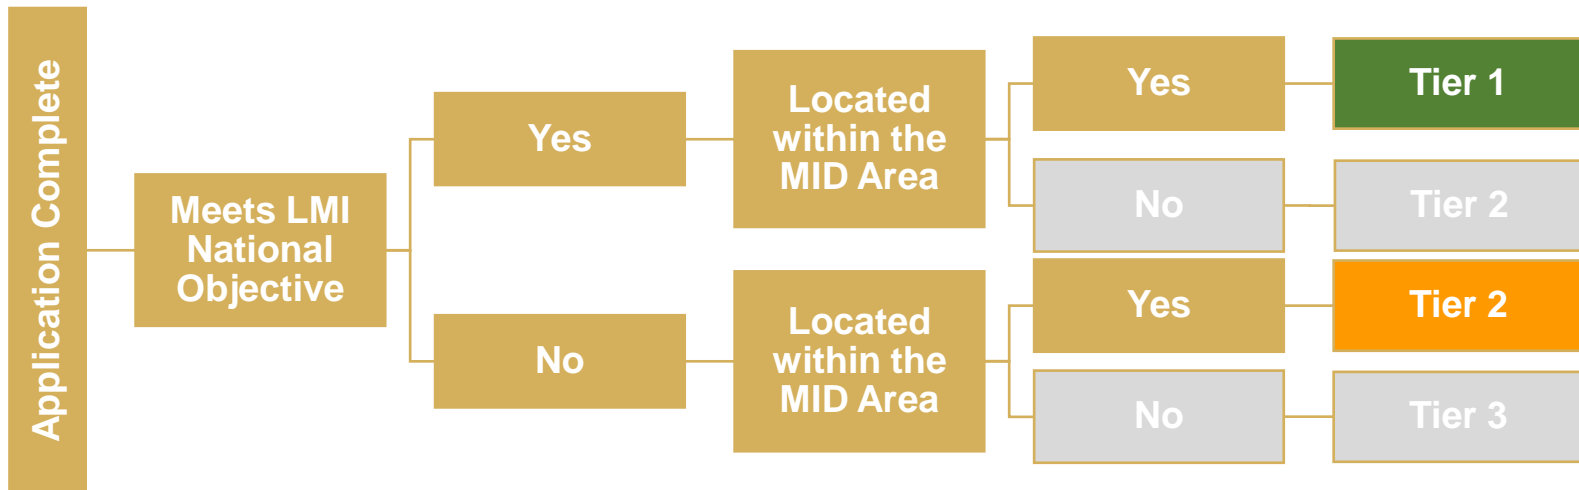 Application Complete
Meets LMI
National
Objective
Yes
Located
within the
MID Area
Yes
Tier 1
No
Tier 2
No
Located
within the
MID Area
Yes
Tier 2
No
Tier 3